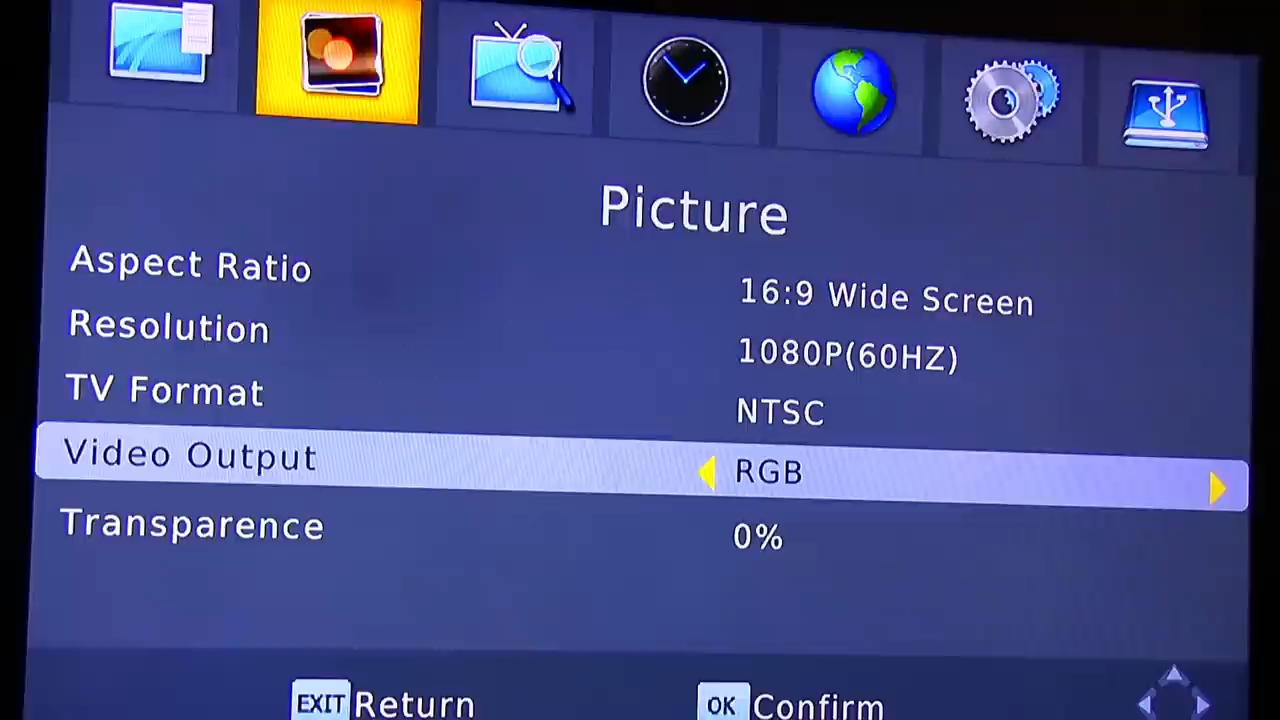 Picture
Aspect Ratio 16:9 Wide Screen
Resolution 1080P(60HZ)
TV Format NTSC
Video Output RGB
Transparence 0%
EXIT Return OK Confirm